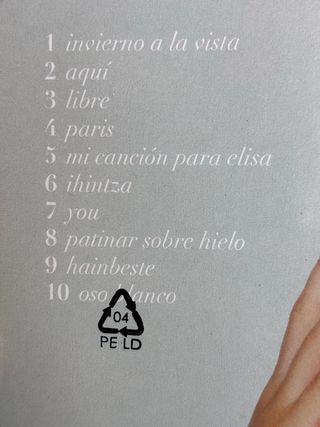 1 invierno a la vista
2 aquí
3 libre
4 paris
5 mi canción para elisa
6 ihintza
7 you
8 patinar sobre hielo
9 hainbeste
10 oso blanco
04
PE LD